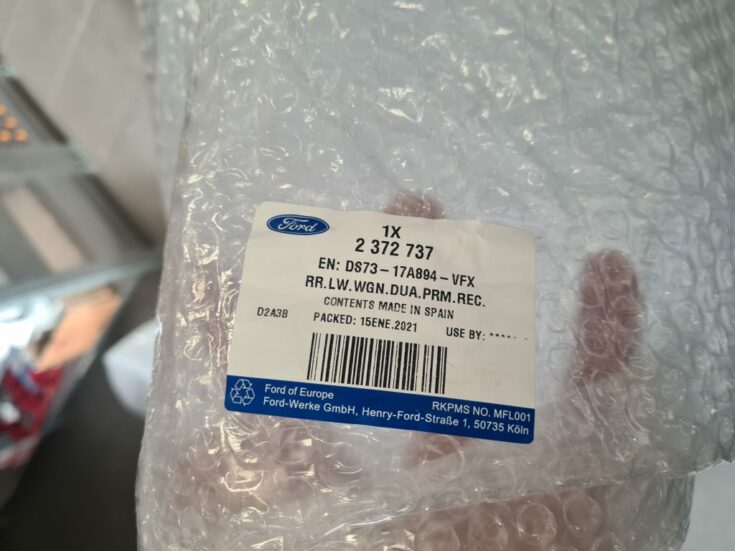 Ford
1X
2 372 737
EN: DS73-17A894-VFX
RR.LW.WGN.DUA.PRM.REC.
CONTENTS MADE IN SPAIN
D2A3B PACKED: 15ENE.2021 USE BY: ****- -
Ford of Europe
RKPMS NO. MFL001
Ford-Werke GmbH, Henry-Ford-Straße 1, 50735 Köln